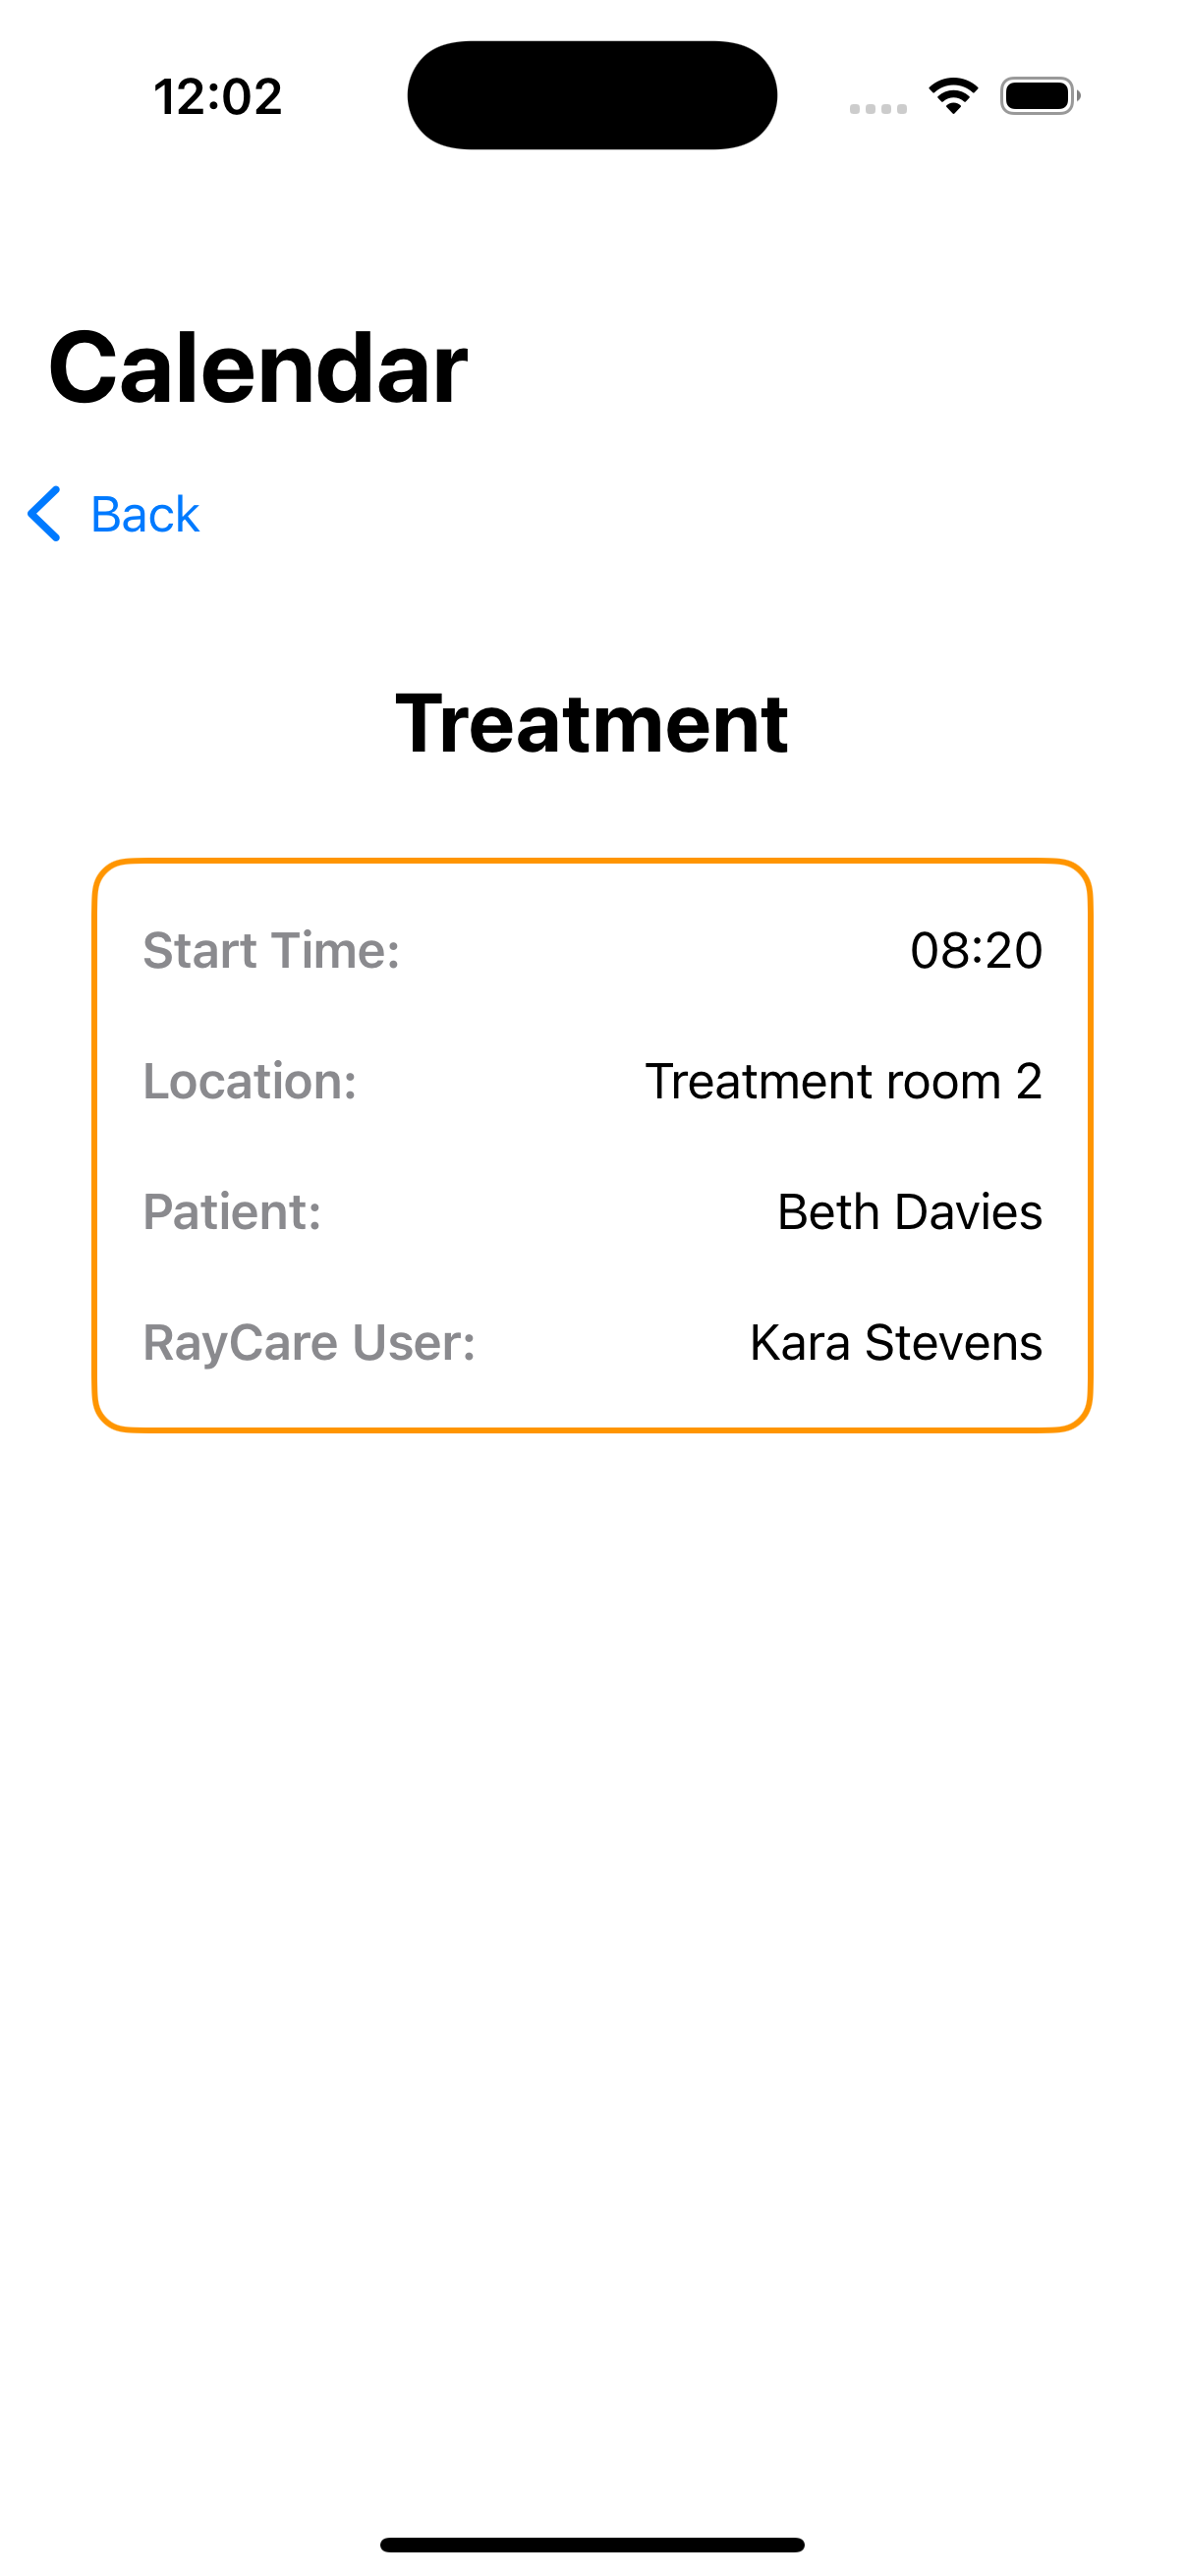 12:02
Calendar
Back
Treatment
Start Time: 08:20
Location: Treatment room 2
Patient: Beth Davies
RayCare User: Kara Stevens